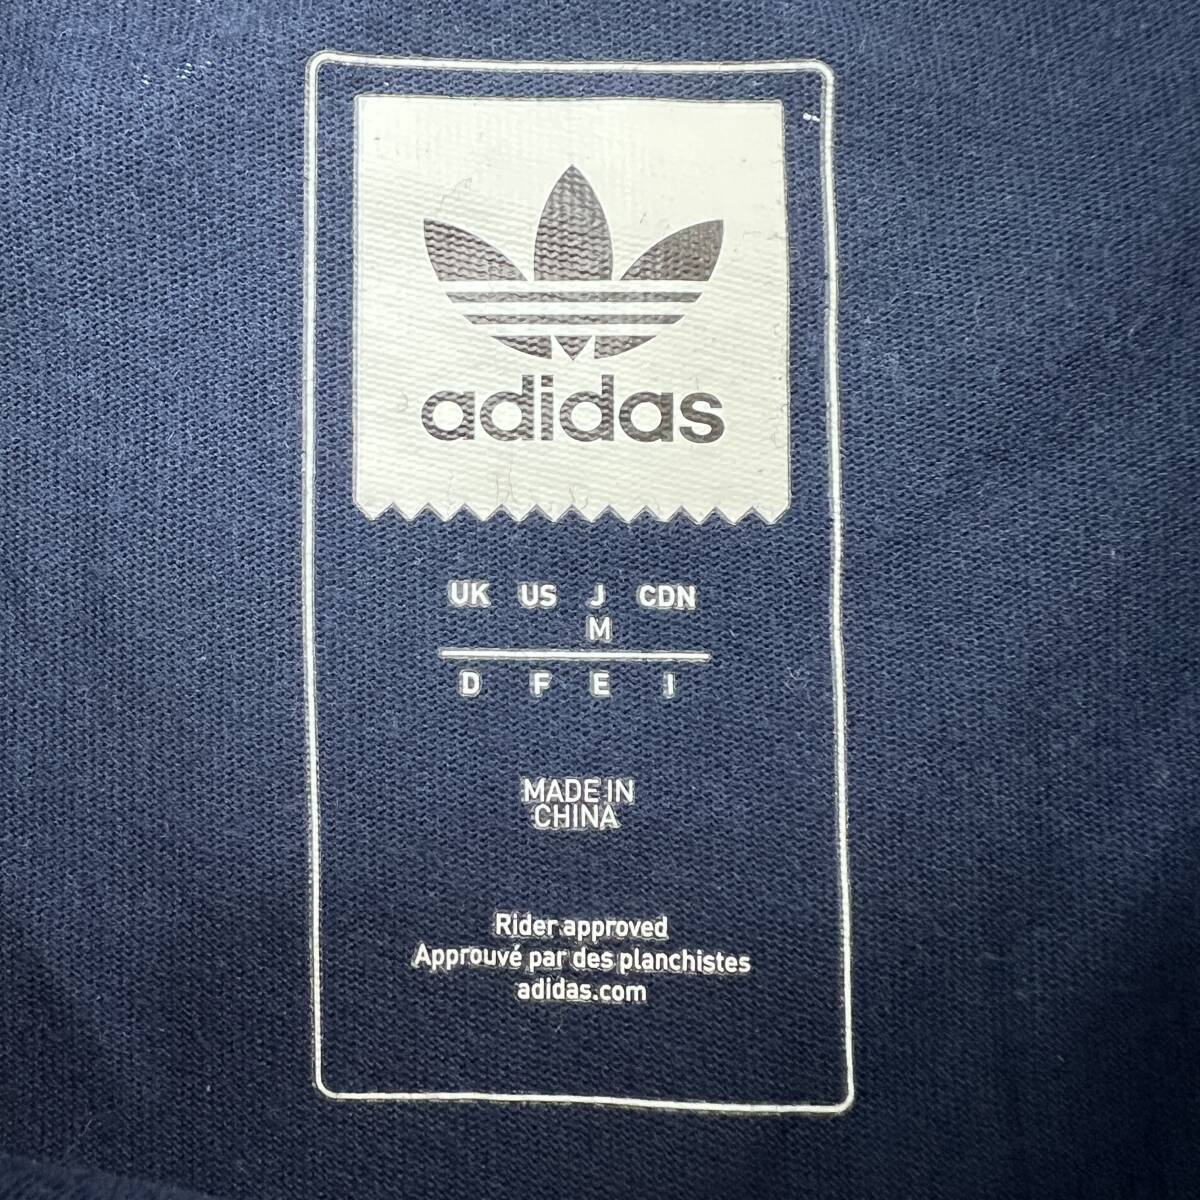 adidas
UK US J CDN
M
D F E I
MADE IN
CHINA
Rider approved
Approuvé par des planchistes
adidas.com